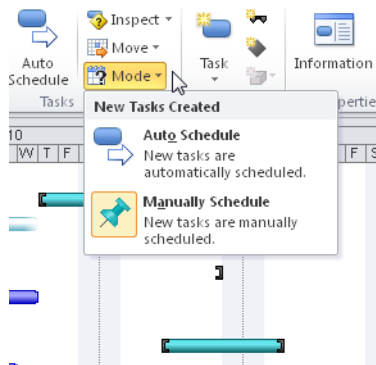 Inspect
Move
Mode
Auto
Schedule
Task
Information
Tasks
New Tasks Created
10
W T F
F S
Auto Schedule
New tasks are
automatically scheduled.
Manually Schedule
New tasks are manually
scheduled.